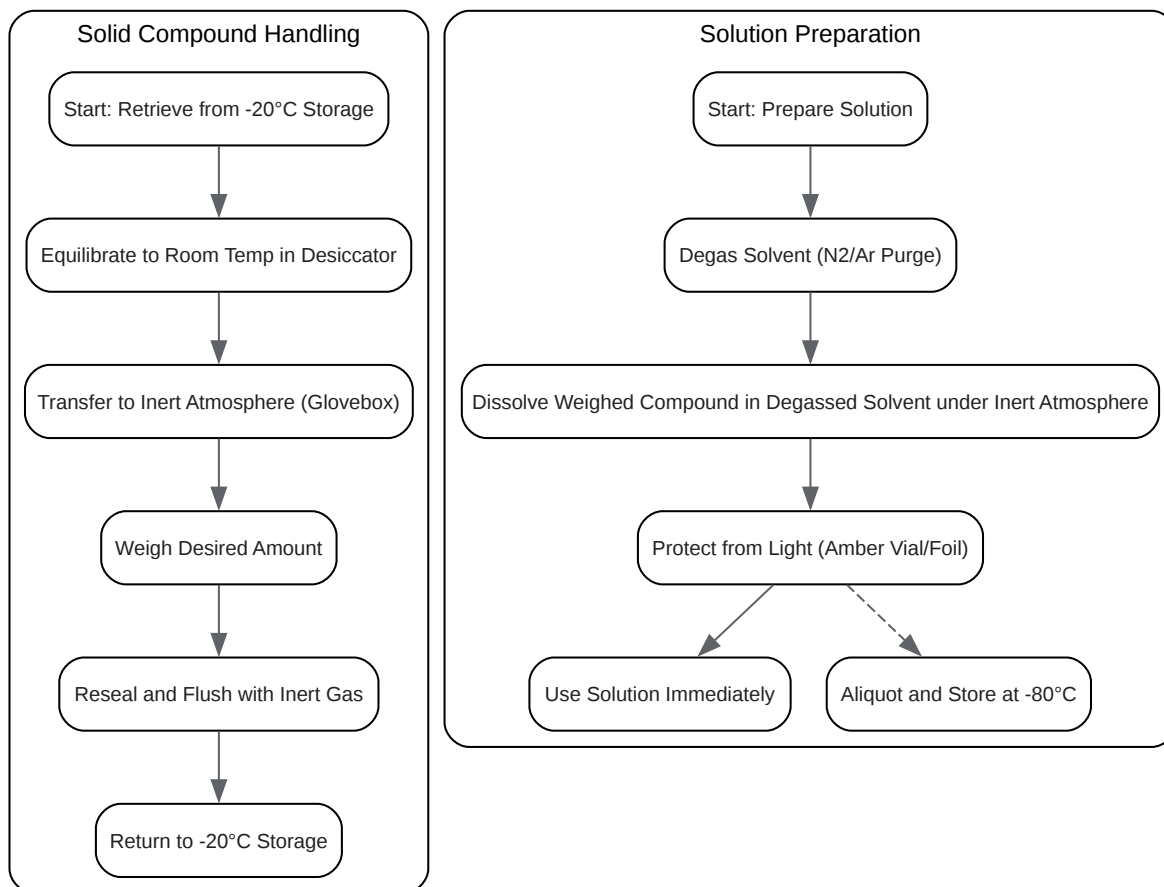 Solid Compound Handling
Start: Retrieve from -20°C Storage
Equilibrate to Room Temp in Desiccator
Transfer to Inert Atmosphere (Glovebox)
Weigh Desired Amount
Reseal and Flush with Inert Gas
Return to -20°C Storage
Solution Preparation
Start: Prepare Solution
Degas Solvent (N2/Ar Purge)
Dissolve Weighed Compound in Degassed Solvent under Inert Atmosphere
Protect from Light (Amber Vial/Foil)
Use Solution Immediately
Aliquot and Store at -80°C